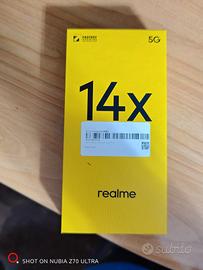 5G
14x
realme
SHOT ON NUBIA Z70 ULTRA
subito